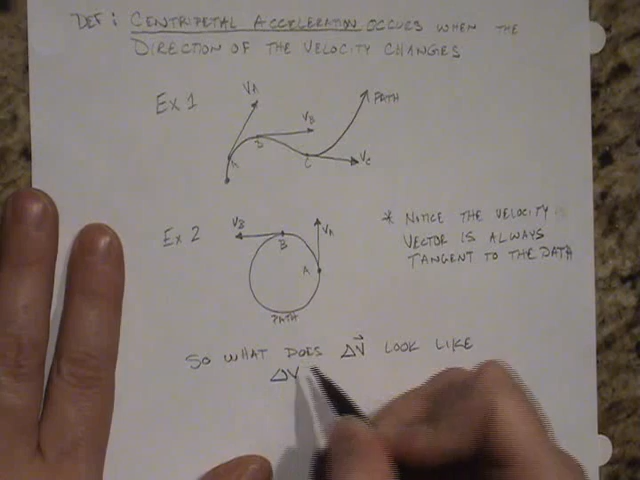 DEF: CENTRIPETAL ACCELERATION OCCURS WHEN THE
DIRECTION OF THE VELOCITY CHANGES
Ex 1
VA
VB
PATH
A
B
C
VC
Ex 2
VB
VA
B
A
PATH
* NOTICE THE VELOCITY
VECTOR IS ALWAYS
TANGENT TO THE PATH
SO WHAT DOES ΔV⃗ LOOK LIKE
ΔV